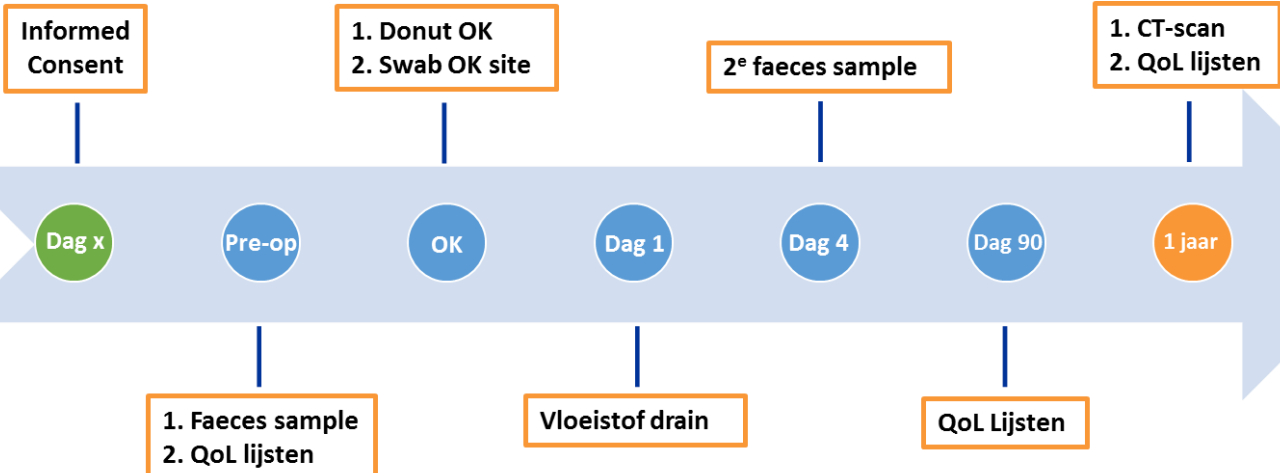 Informed
Consent
1. Donut OK
2. Swab OK site
2e faeces sample
1. CT-scan
2. QoL lijsten
Dag x
Pre-op
OK
Dag 1
Dag 4
Dag 90
1 jaar
1. Faeces sample
2. QoL lijsten
Vloeistof drain
QoL Lijsten